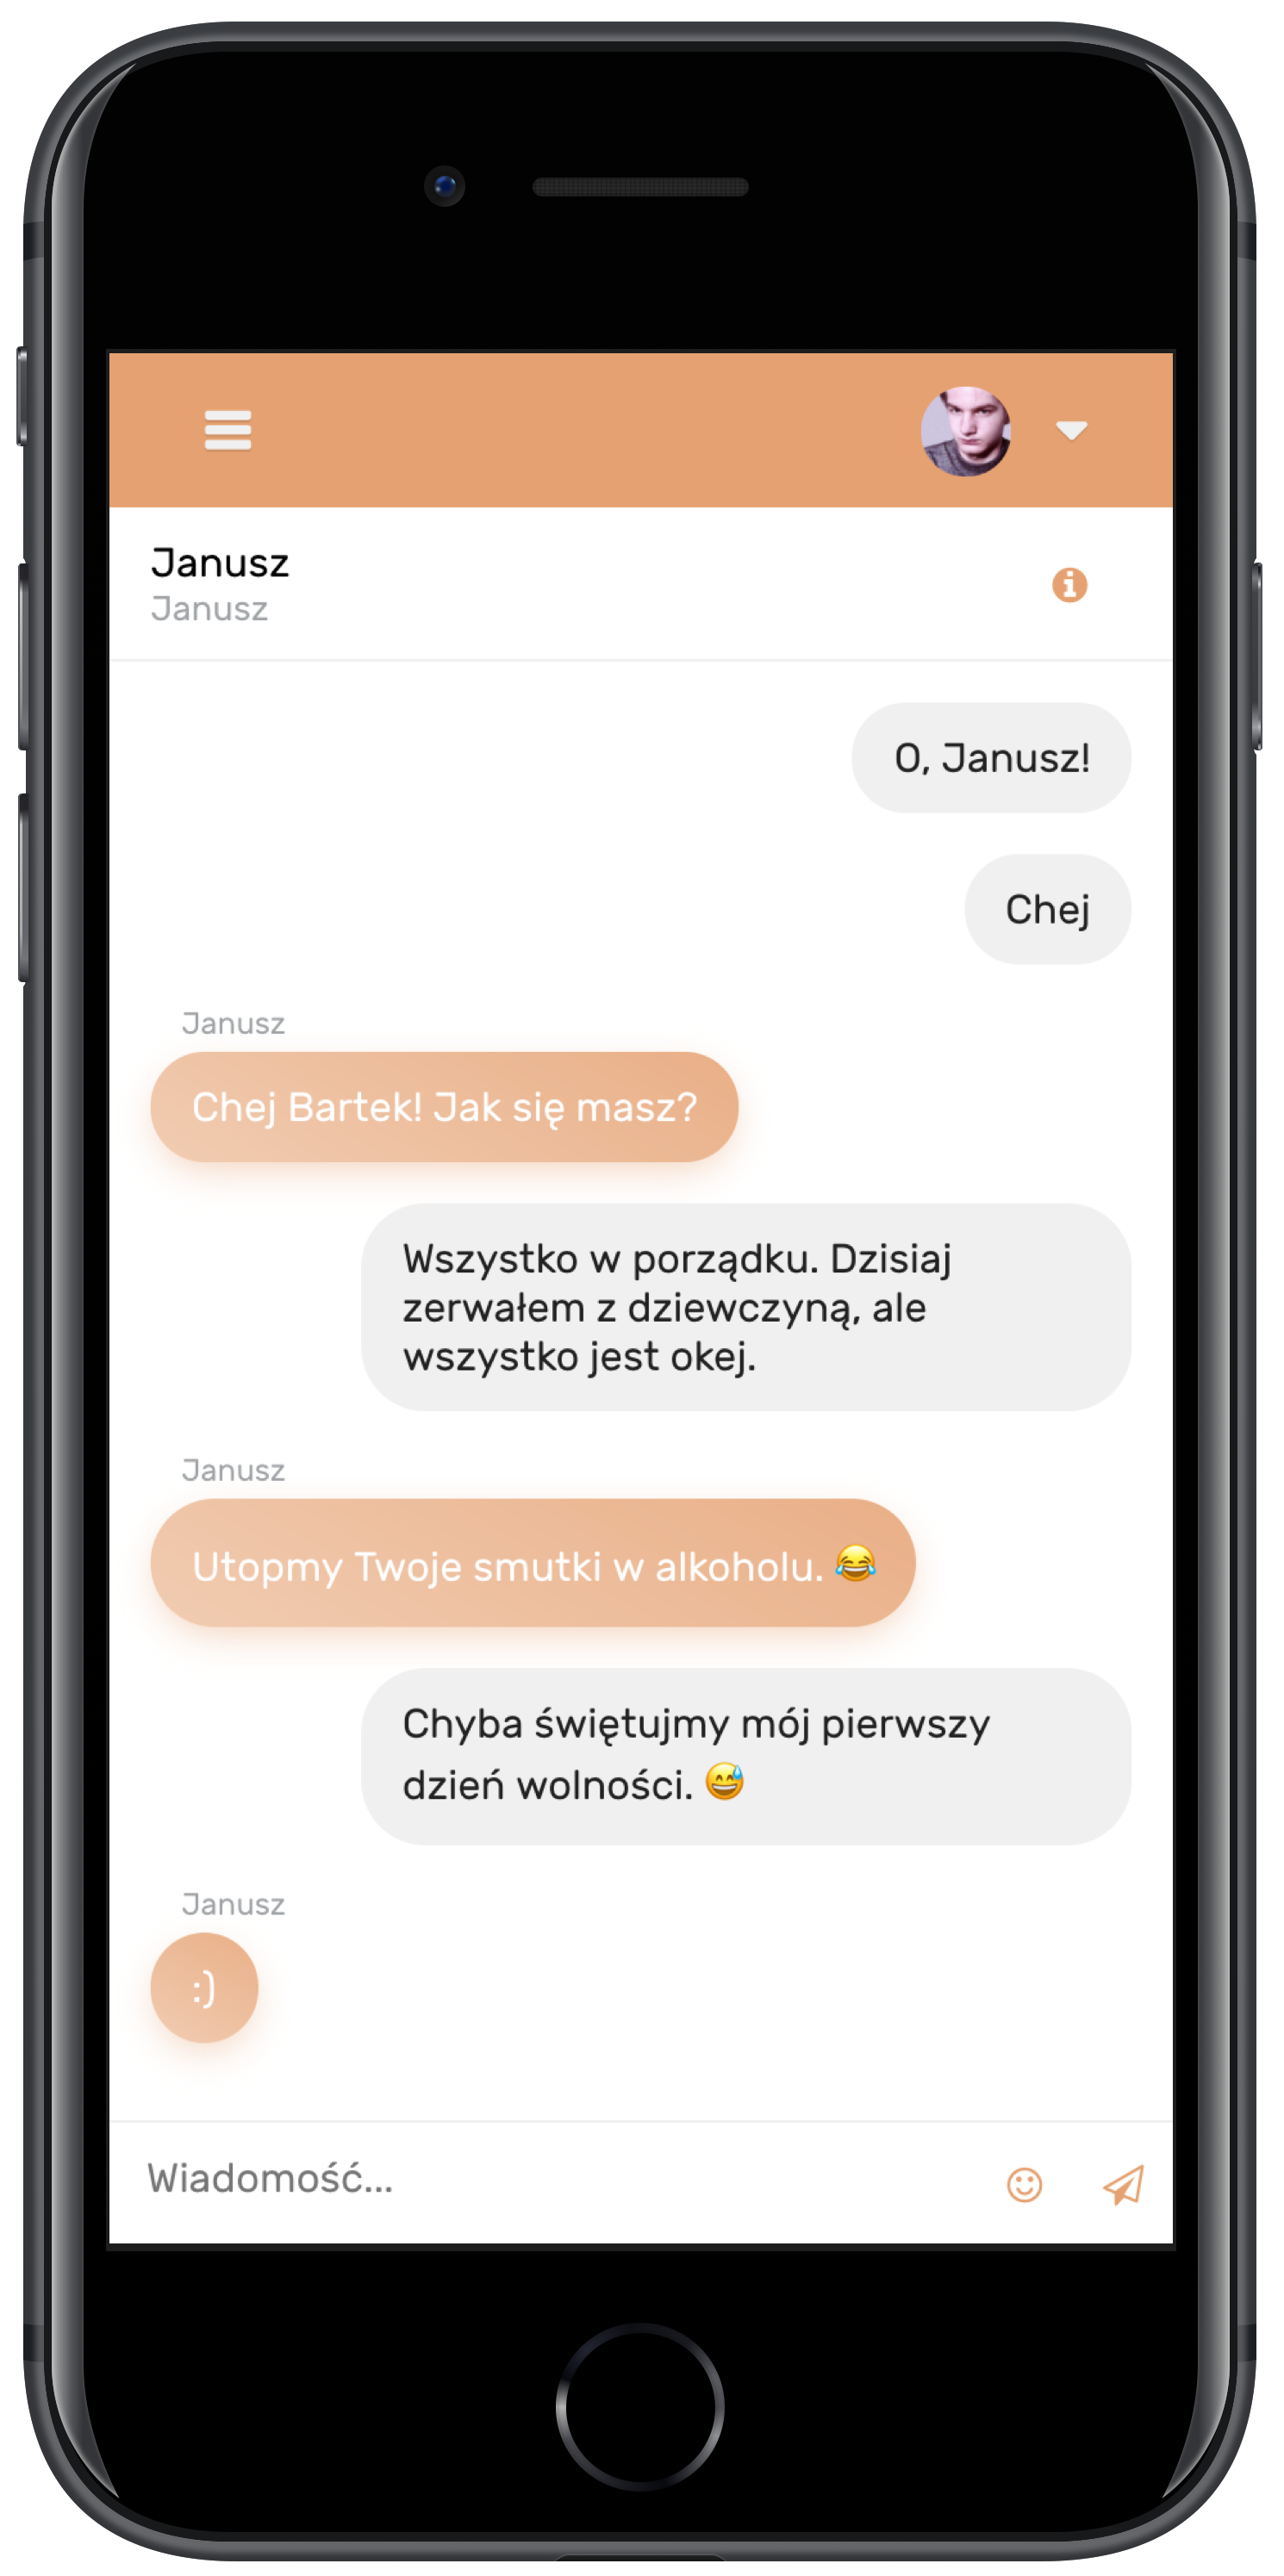 Janusz
Janusz
O, Janusz!
Chej
Janusz
Chej Bartek! Jak się masz?
Wszystko w porządku. Dzisiaj
zerwałem z dziewczyną, ale
wszystko jest okej.
Janusz
Utopmy Twoje smutki w alkoholu. 😂
Chyba świętujmy mój pierwszy
dzień wolności. 😅
Janusz
:)
Wiadomość...